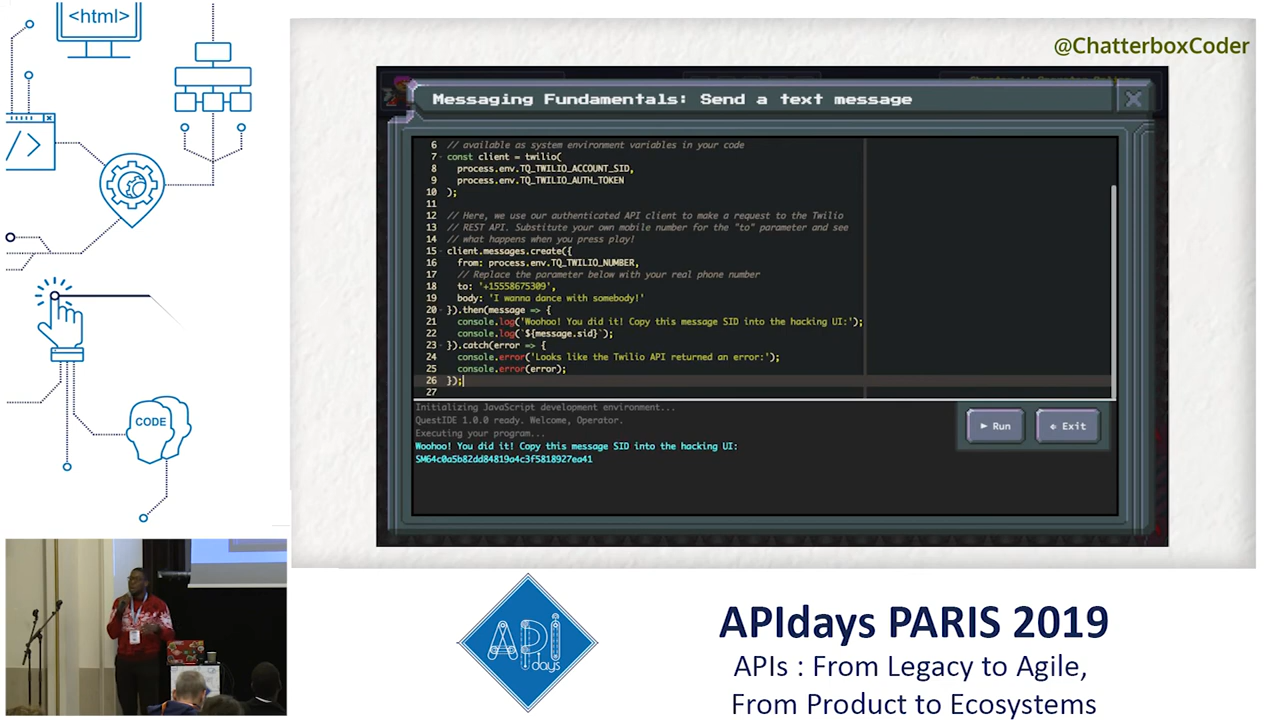 <html>
</>
CODE
@ChatterboxCoder
Messaging Fundamentals: Send a text message
6 // available as system environment variables in your code
7 const client = twilio(
8 process.env.TQ_TWILIO_ACCOUNT_SID,
9 process.env.TQ_TWILIO_AUTH_TOKEN
10 );
11
12 // Here, we use our authenticated API client to make a request to the Twilio
13 // REST API. Substitute your own mobile number for the "to" parameter and see
14 // what happens when you press play!
15 client.messages.create({
16 from: process.env.TQ_TWILIO_NUMBER,
17 // Replace the parameter below with your real phone number
18 to: '+15558675309',
19 body: 'I wanna dance with somebody!'
20 }).then(message => {
21 console.log('Woohoo! You did it! Copy this message SID into the hacking UI:');
22 console.log(`${message.sid}`);
23 }).catch(error => {
24 console.error('Looks like the Twilio API returned an error:');
25 console.error(error);
26 });
27
Initializing JavaScript development environment...
QuestIDE 1.0.0 ready. Welcome, Operator.
Executing your program...
Woohoo! You did it! Copy this message SID into the hacking UI:
SM64c0a5b82dd84819a4c3f5818927ea41
Run
Exit
API
days
APIdays PARIS 2019
APIs : From Legacy to Agile,
From Product to Ecosystems